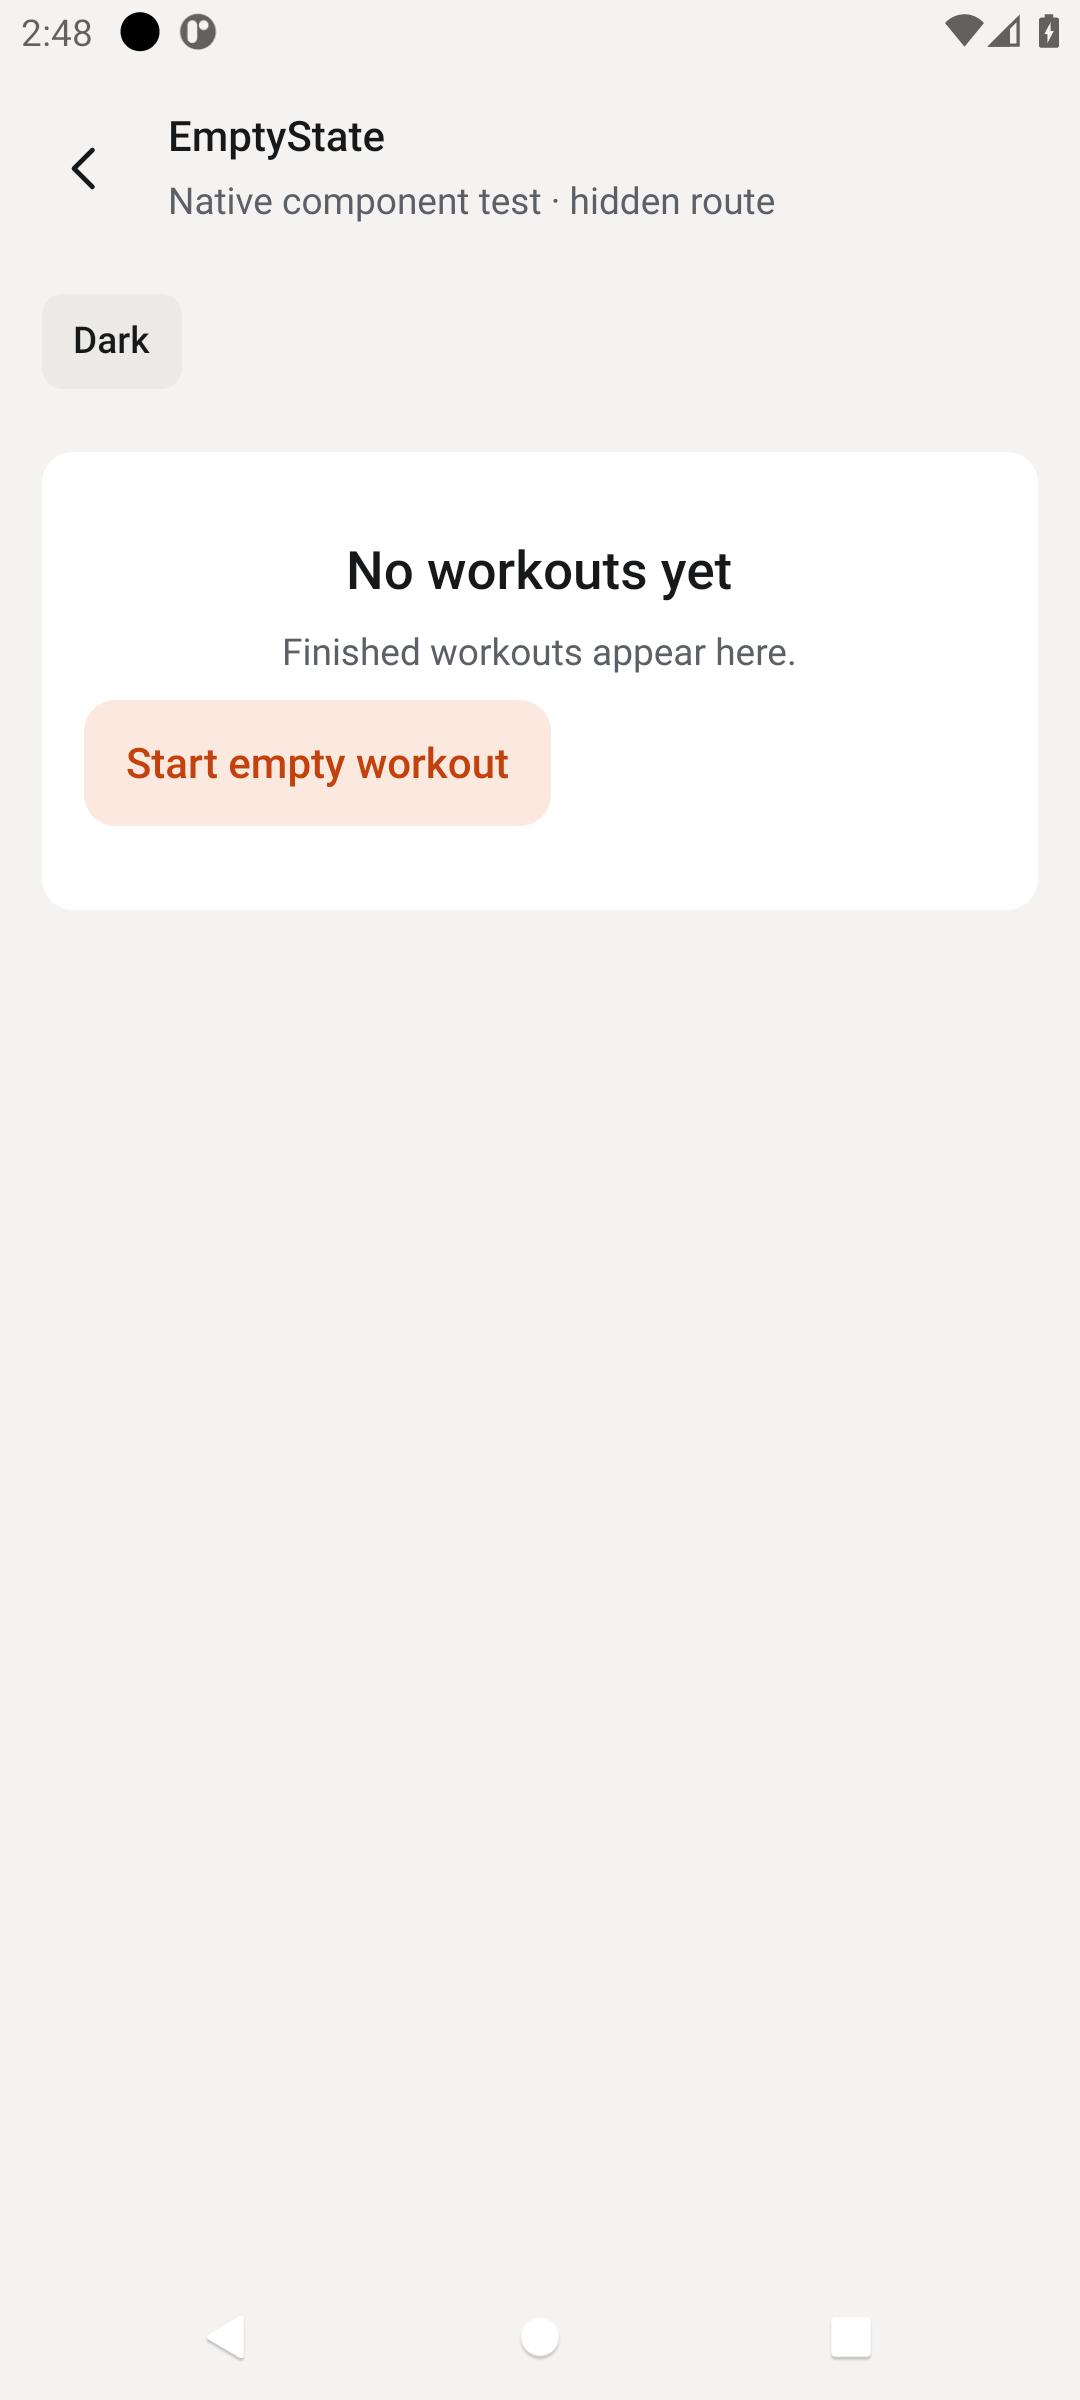 2:48
EmptyState
Native component test · hidden route
Dark
No workouts yet
Finished workouts appear here.
Start empty workout